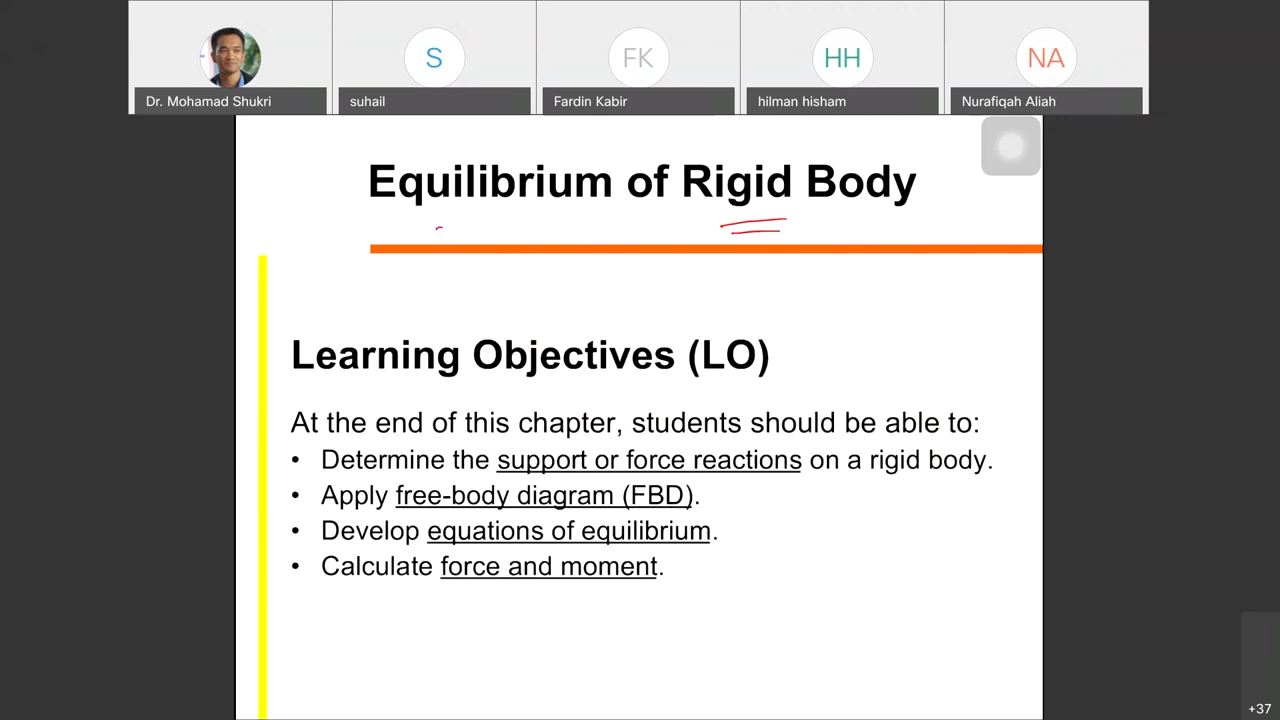 S
FK
HH
NA
Dr. Mohamad Shukri
suhail
Fardin Kabir
hilman hisham
Nurafiqah Aliah
Equilibrium of Rigid Body
Learning Objectives (LO)
At the end of this chapter, students should be able to:
• Determine the support or force reactions on a rigid body.
• Apply free-body diagram (FBD).
• Develop equations of equilibrium.
• Calculate force and moment.
+37